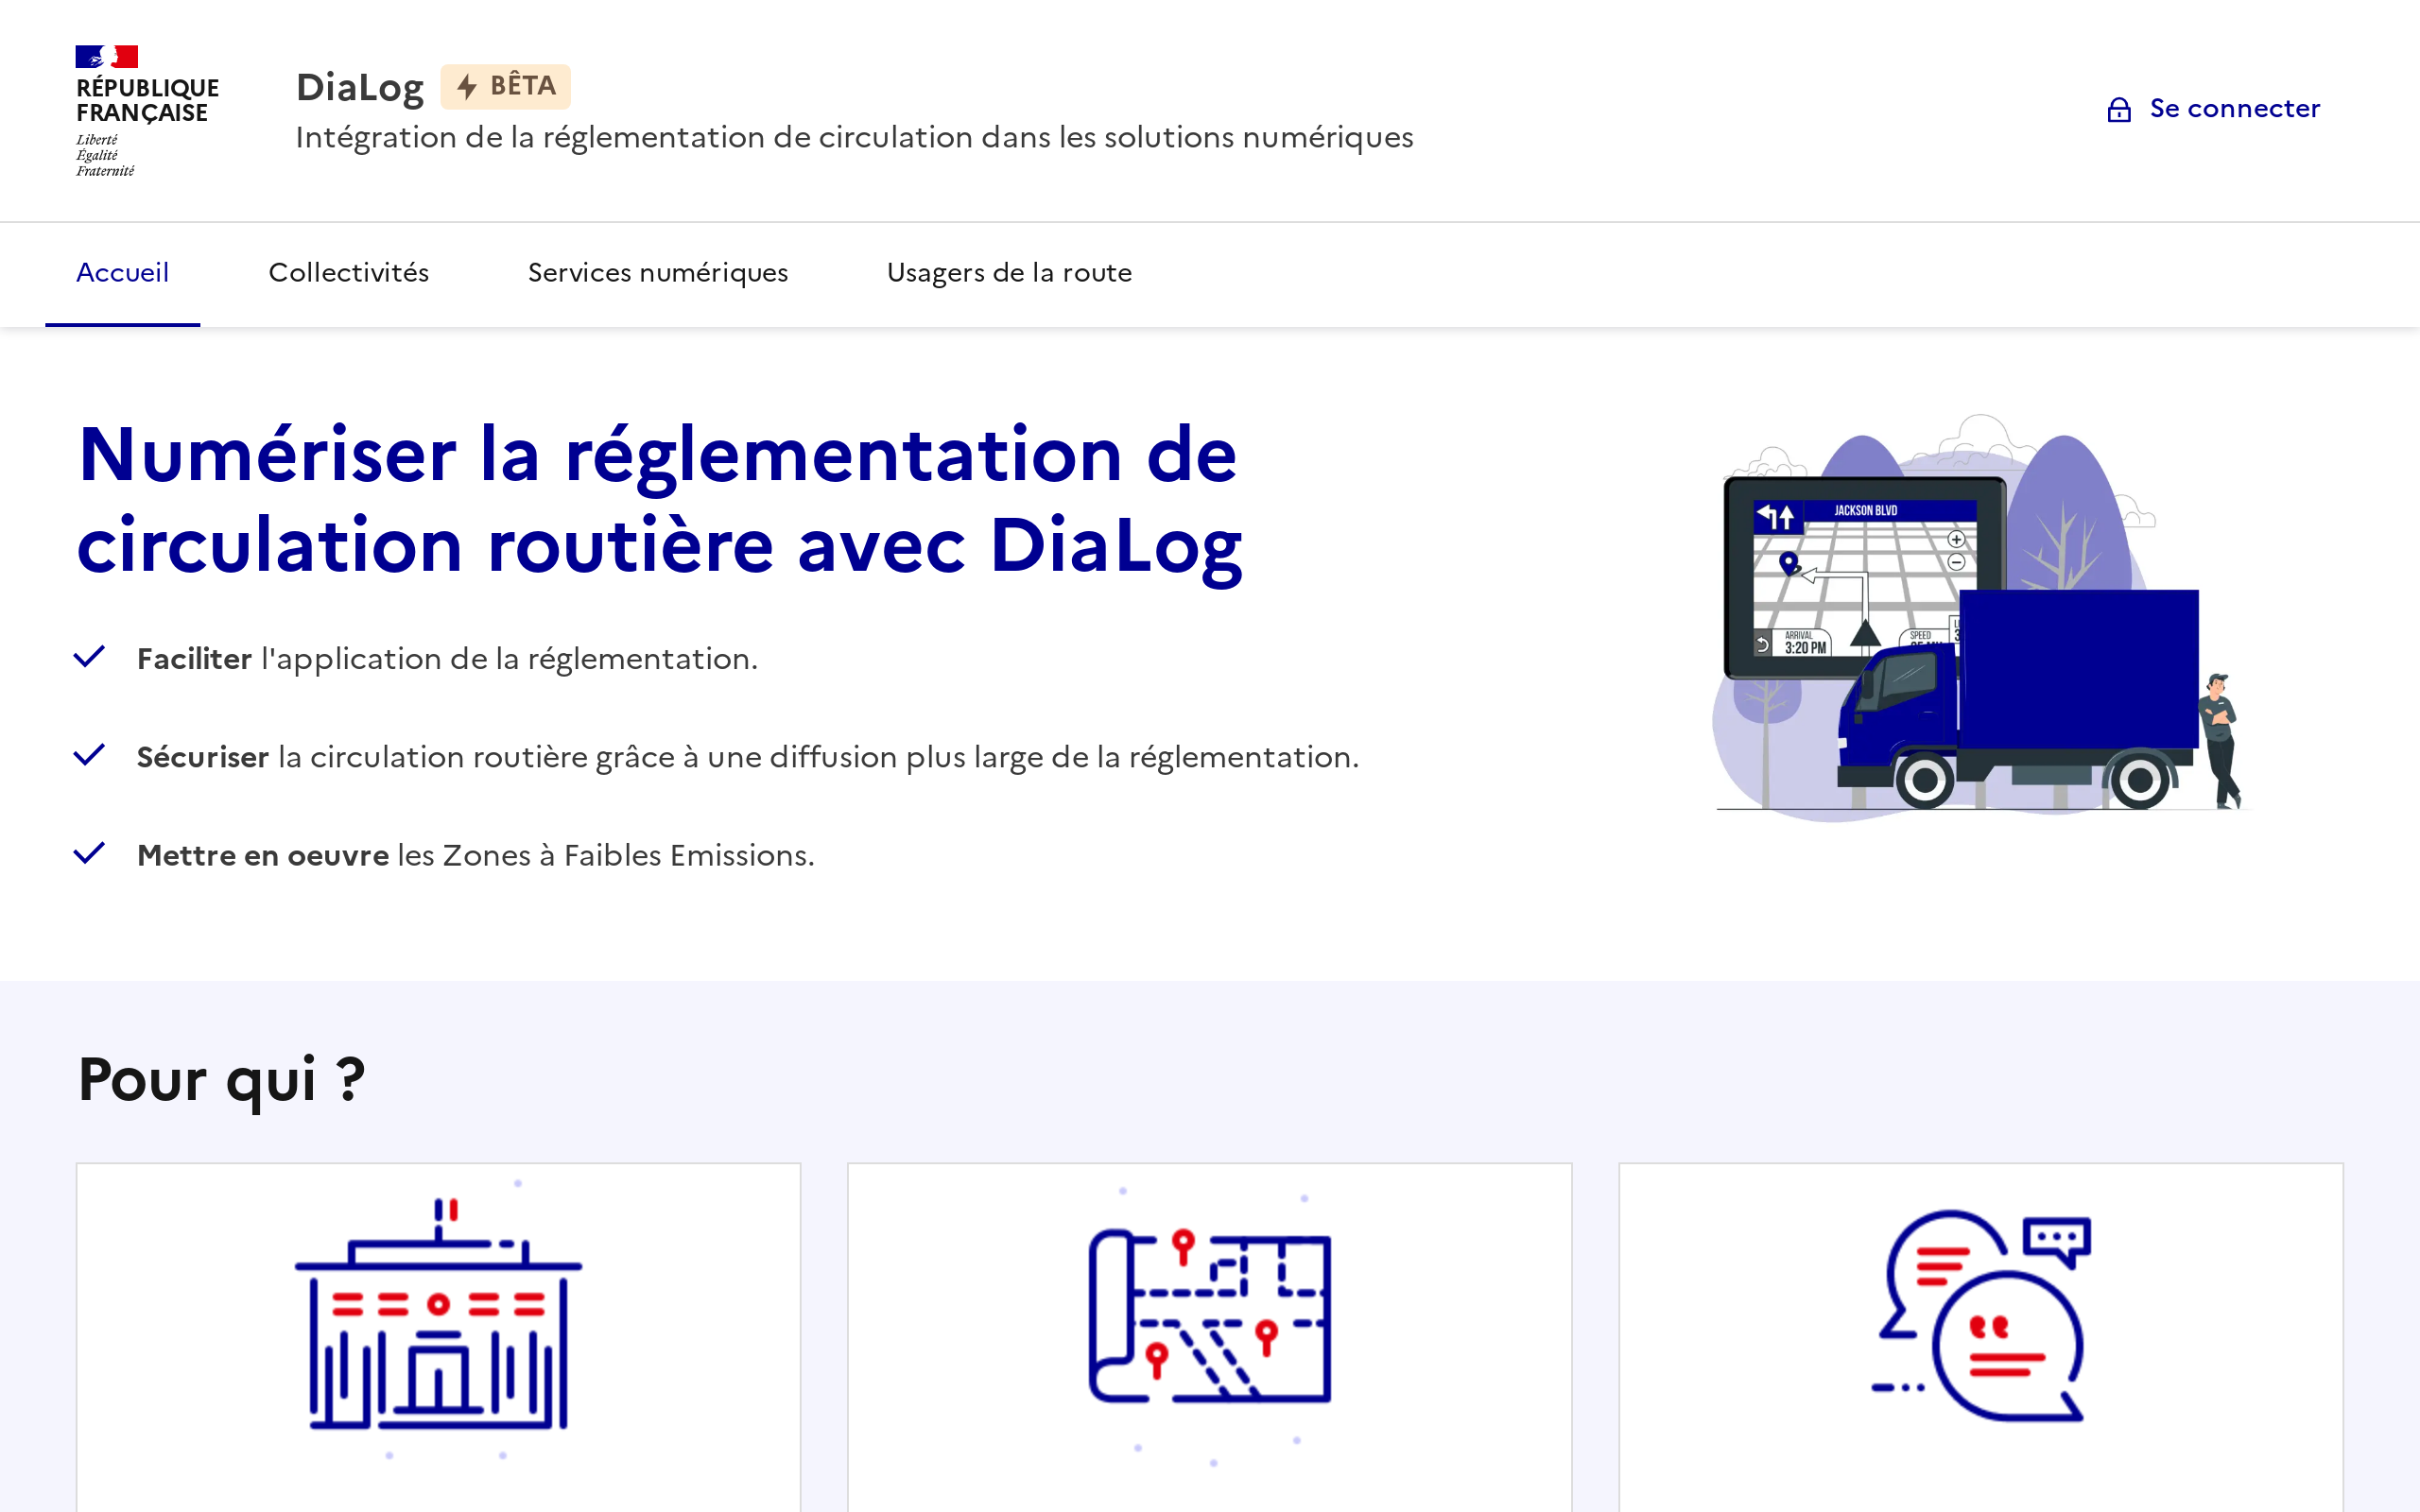 RÉPUBLIQUE
FRANÇAISE
Liberté
Égalité
Fraternité
DiaLog BÊTA
Intégration de la réglementation de circulation dans les solutions numériques
Se connecter
Accueil
Collectivités
Services numériques
Usagers de la route
Numériser la réglementation de
circulation routière avec DiaLog
Faciliter l'application de la réglementation.
Sécuriser la circulation routière grâce à une diffusion plus large de la réglementation.
Mettre en oeuvre les Zones à Faibles Emissions.
JACKSON BLVD
ARRIVAL
3:20 PM
SPEED
Pour qui ?